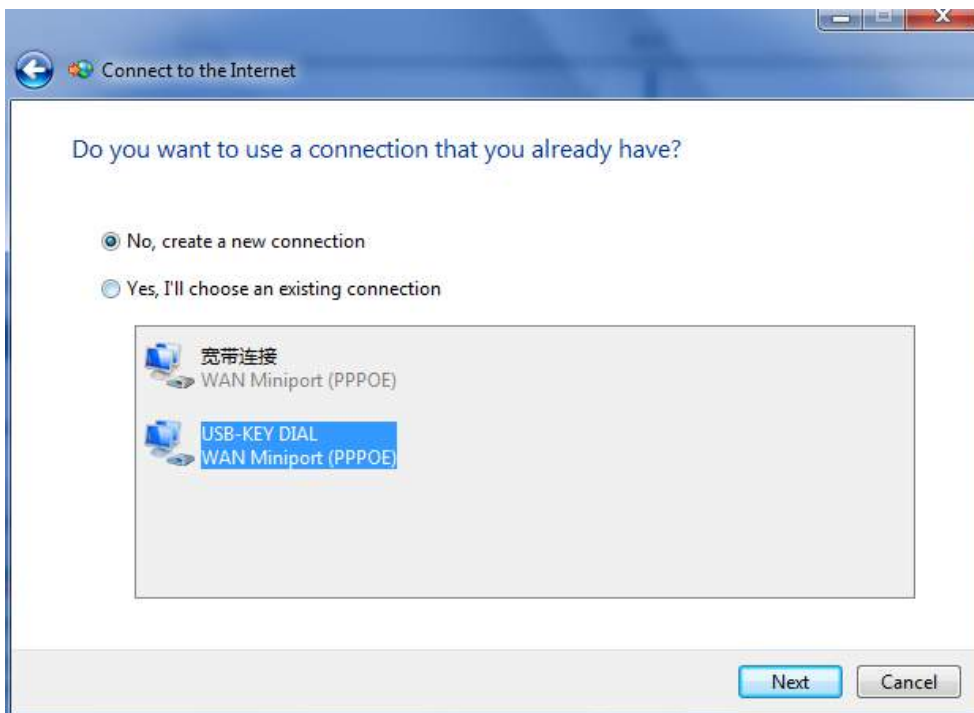 Connect to the Internet
Do you want to use a connection that you already have?
No, create a new connection
Yes, I'll choose an existing connection
宽带连接
WAN Miniport (PPPOE)
USB-KEY DIAL
WAN Miniport (PPPOE)
Next Cancel